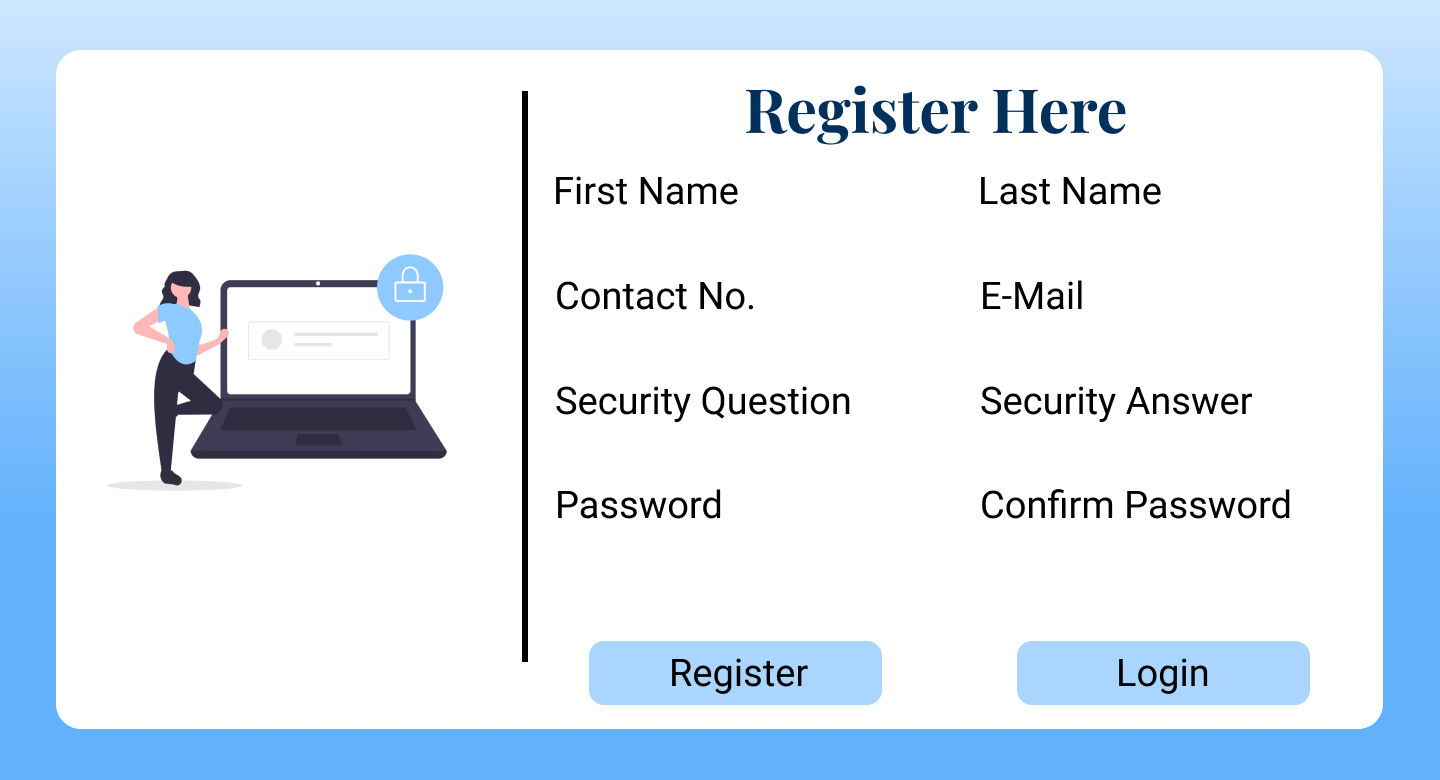 Register Here
First Name
Last Name
Contact No.
E-Mail
Security Question
Security Answer
Password
Confirm Password
Register
Login